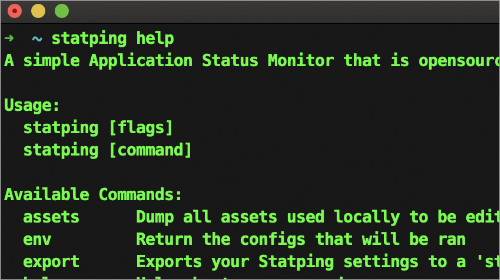 → ~ statping help
A simple Application Status Monitor that is opensourc
Usage:
statping [flags]
statping [command]
Available Commands:
assets Dump all assets used locally to be edit
env Return the configs that will be ran
export Exports your Statping settings to a 'st